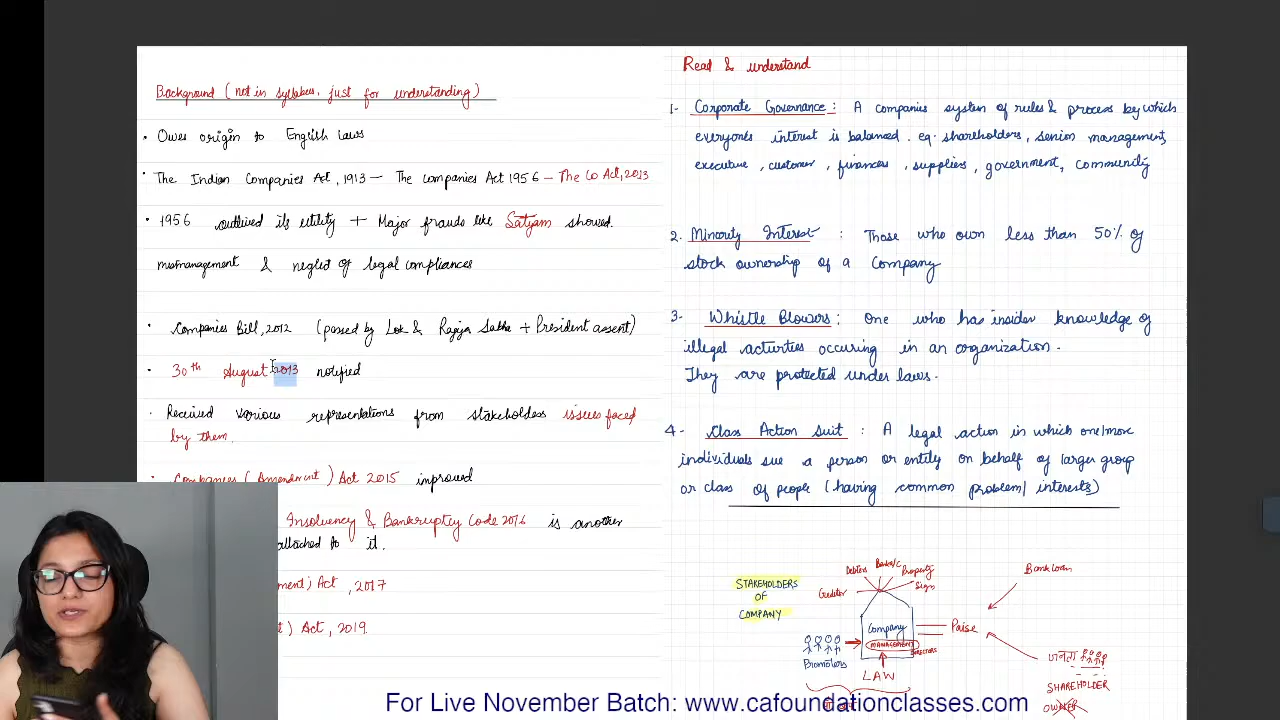 Background (not in syllabus, just for understanding)
• Owes origin to English laws
• The Indian Companies Act, 1913 – The Companies Act 1956 – The Co Act, 2013
• 1956 outlived its utility + Major frauds like Satyam showed
mismanagement & neglect of legal compliances
• Companies Bill, 2012 (passed by Lok & Rajya Sabha + President assent)
• 30th August 2013 notified
• Received various representations from stakeholders issues faced
by them.
• Companies (Amendment) Act 2015 improved
Insolvency & Bankruptcy Code 2016 is another
attached to it.
ment) Act, 2017
t) Act, 2019.
Read & understand
1- Corporate Governance: A companies system of rules & process by which
everyones interest is balanced. eg. shareholders, senior management,
executive, customer, financers, suppliers, government, community
2. Minority Interest : Those who own less than 50% of
stock ownership of a Company
3. Whistle Blowers: One who has insider knowledge of
illegal activties occuring in an corganization.
They are protected under laws.
4- Class Action Suit : A legal action in which one/more
individuals sue a person or entity on behalf of larger group
or class of people (having common problem/interests)
STAKEHOLDERS
OF
COMPANY
Debtors
Property
Sign
Creditor
Bank Loan
Company
MANAGEMENT
DIRECTORS
Paise
Promoters
LAW
जनता
SHAREHOLDER
OWNER
For Live November Batch: www.cafoundationclasses.com